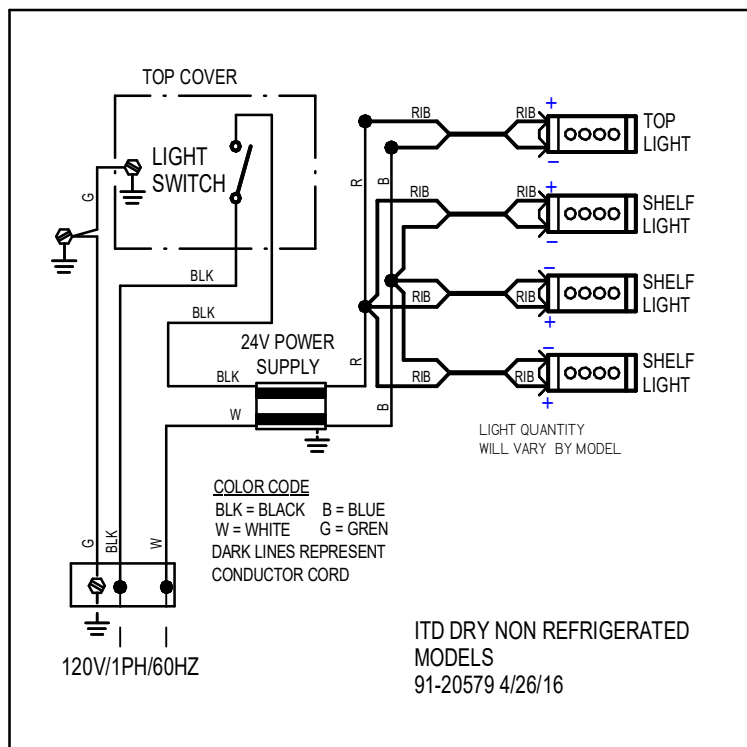 TOP COVER
LIGHT
SWITCH
G
BLK
BLK
24V POWER
SUPPLY
BLK
W
R
B
R
B
RIB
RIB
+
−
TOP
LIGHT
RIB
RIB
+
−
SHELF
LIGHT
RIB
RIB
−
+
SHELF
LIGHT
RIB
RIB
−
+
SHELF
LIGHT
LIGHT QUANTITY
WILL VARY BY MODEL
COLOR CODE
BLK = BLACK B = BLUE
W = WHITE G = GREN
DARK LINES REPRESENT
CONDUCTOR CORD
G
BLK
W
120V/1PH/60HZ
ITD DRY NON REFRIGERATED
MODELS
91-20579 4/26/16